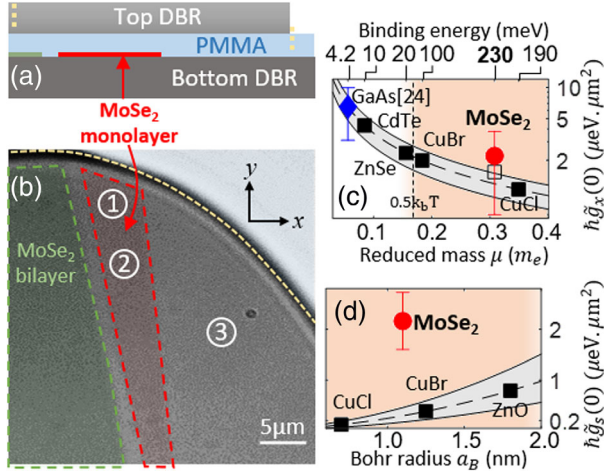 Top DBR
PMMA
(a)
Bottom DBR
MoSe2
monolayer
(b)
y
x
1
2
3
MoSe2
bilayer
5μm
Binding energy (meV)
4.2 10 20 100 230 190
GaAs[24]
CdTe
MoSe2
CuBr
ZnSe
0.5kbT
CuCl
(c)
10
5
2
ħg̃x(0) (μeV.μm²)
0.1 0.2 0.3 0.4
Reduced mass μ (me)
(d)
MoSe2
CuCl
CuBr
ZnO
2
1
0.2
ħg̃s(0) (μeV.μm²)
1.0 1.5 2.0
Bohr radius aB (nm)